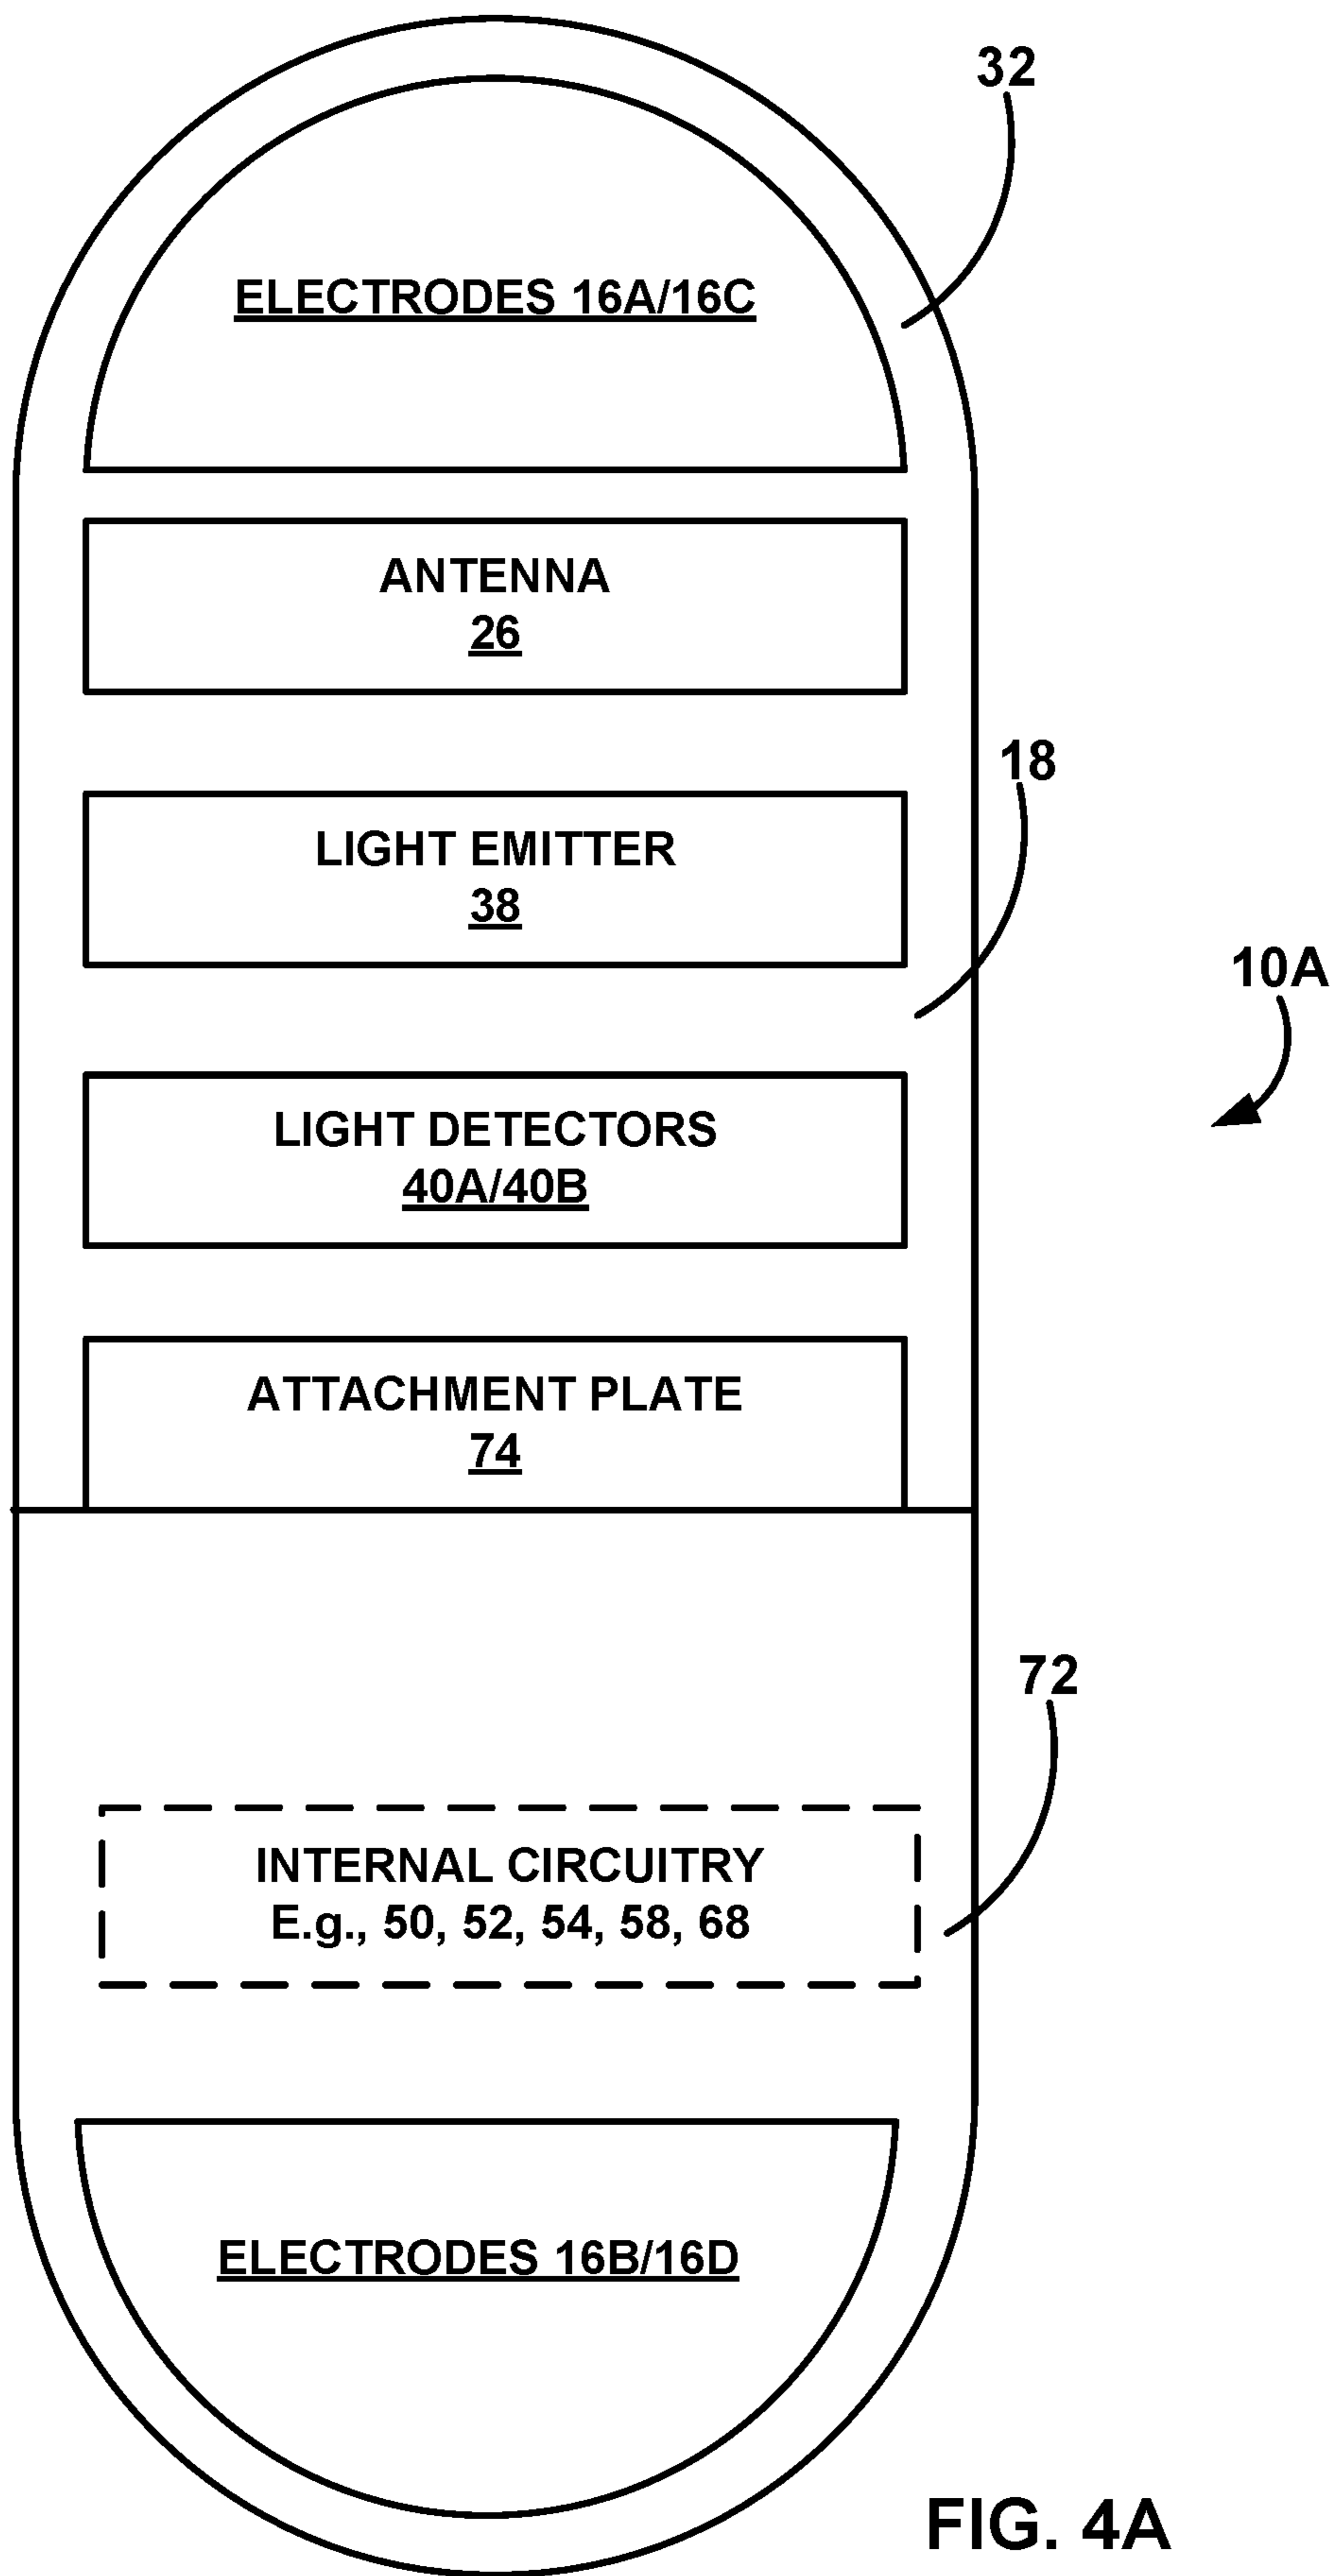 32
ELECTRODES 16A/16C
ANTENNA
26
18
LIGHT EMITTER
38
10A
LIGHT DETECTORS
40A/40B
ATTACHMENT PLATE
74
72
INTERNAL CIRCUITRY
E.g., 50, 52, 54, 58, 68
ELECTRODES 16B/16D
FIG. 4A